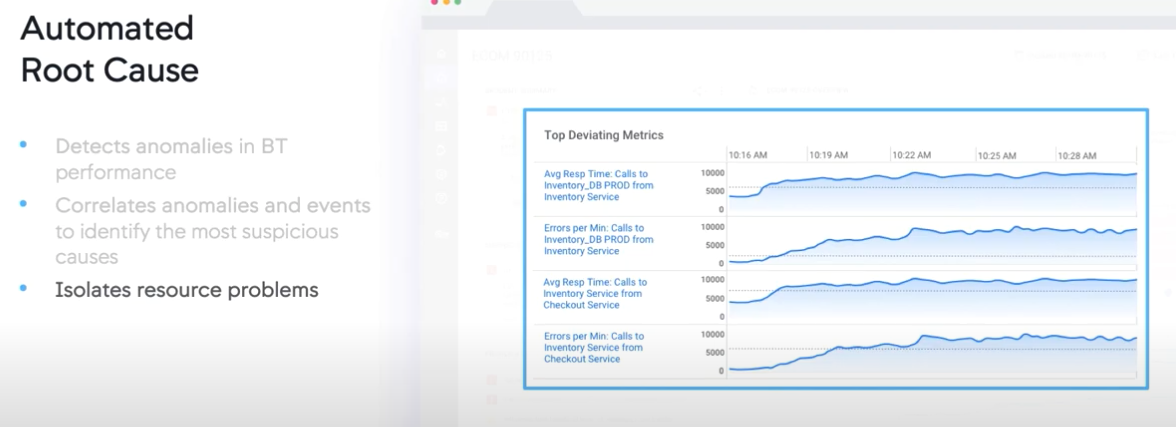 Automated
Root Cause
• Detects anomalies in BT
performance
• Correlates anomalies and events
to identify the most suspicious
causes
• Isolates resource problems
Top Deviating Metrics
10:16 AM 10:19 AM 10:22 AM 10:25 AM 10:28 AM
Avg Resp Time: Calls to
Inventory_DB PROD from
Inventory Service
10000
5000
0
Errors per Min: Calls to
Inventory_DB PROD from
Inventory Service
10000
5000
0
Avg Resp Time: Calls to
Inventory Service from
Checkout Service
10000
5000
0
Errors per Min: Calls to
Inventory Service from
Checkout Service
10000
5000
0